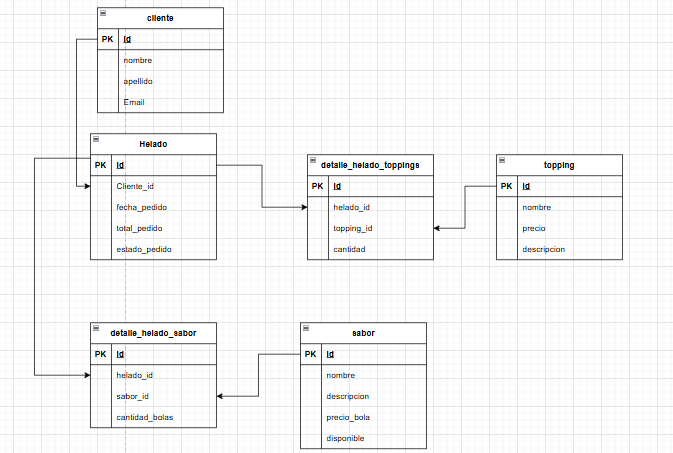 cliente
PK Id
nombre
apellido
Email
Helado
PK Id
Cliente_id
fecha_pedido
total_pedido
estado_pedido
detalle_helado_toppings
PK Id
helado_id
topping_id
cantidad
topping
PK Id
nombre
precio
descripcion
detalle_helado_sabor
PK Id
helado_id
sabor_id
cantidad_bolas
sabor
PK Id
nombre
descripcion
precio_bola
disponible